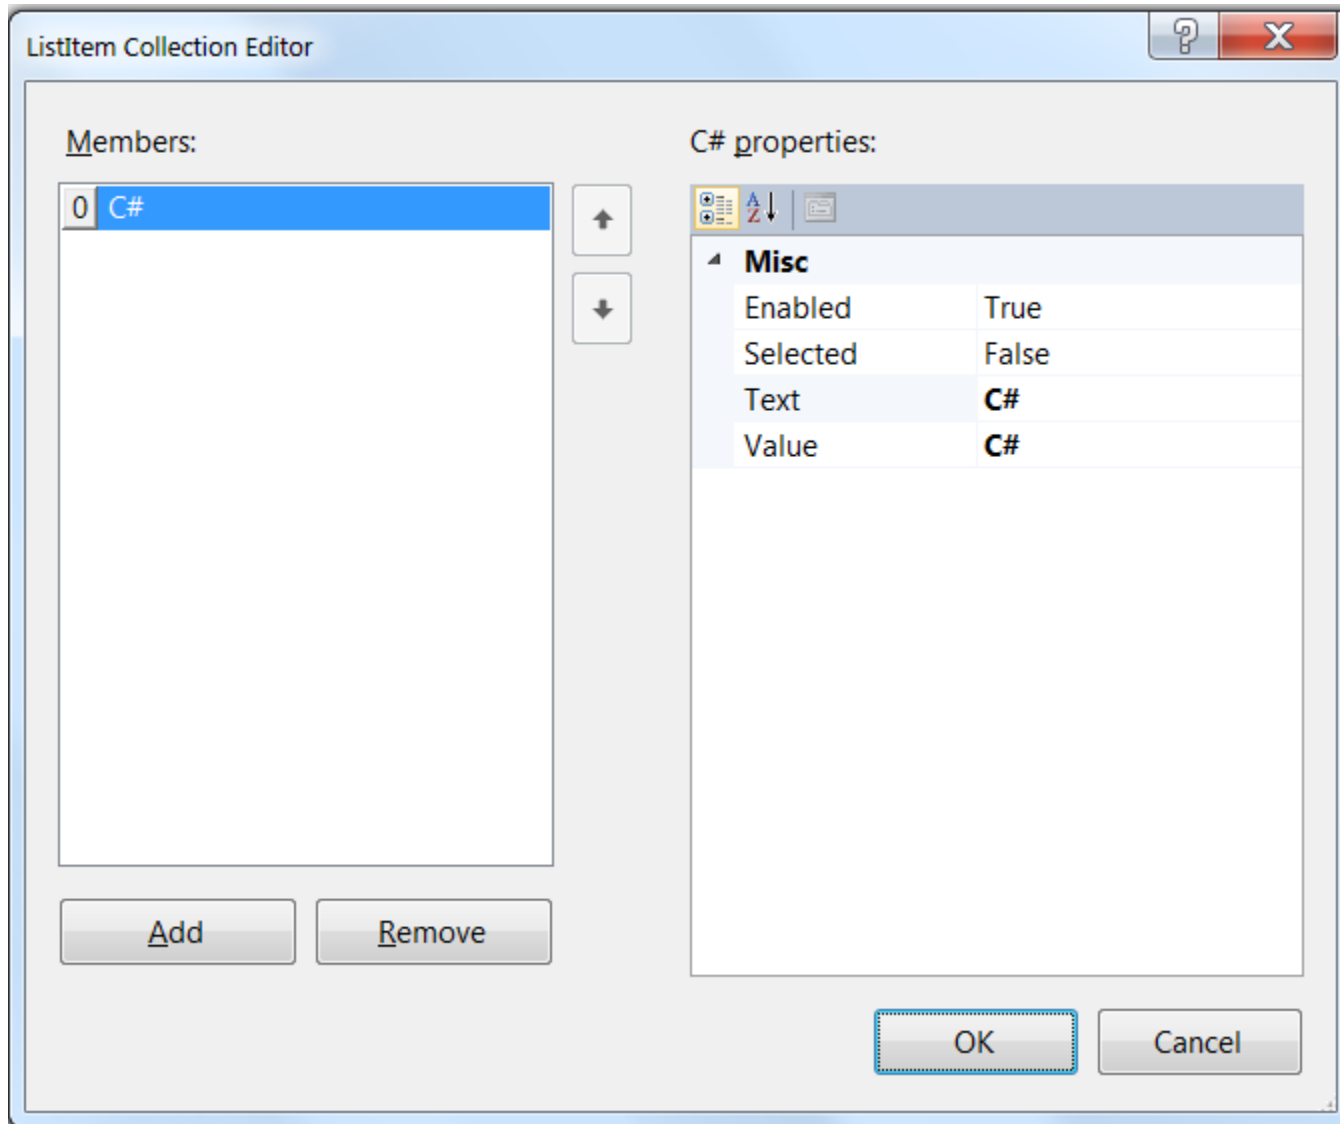 ListItem Collection Editor
Members:
C# properties:
0 C#
Misc
Enabled True
Selected False
Text C#
Value C#
Add
Remove
OK
Cancel